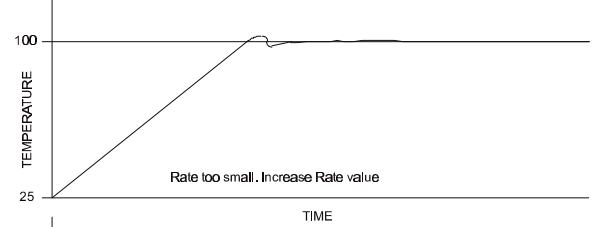 100
TEMPERATURE
Rate too small. Increase Rate value
25
TIME